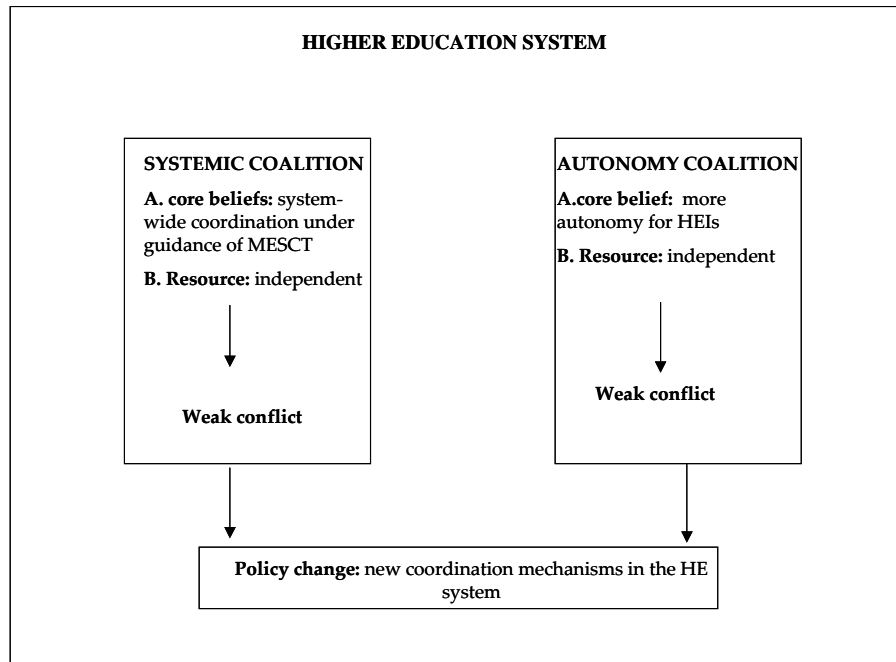 HIGHER EDUCATION SYSTEM
SYSTEMIC COALITION
A. core beliefs: system-
wide coordination under
guidance of MESCT
B. Resource: independent
Weak conflict
AUTONOMY COALITION
A.core belief: more
autonomy for HEIs
B. Resource: independent
Weak conflict
Policy change: new coordination mechanisms in the HE
system